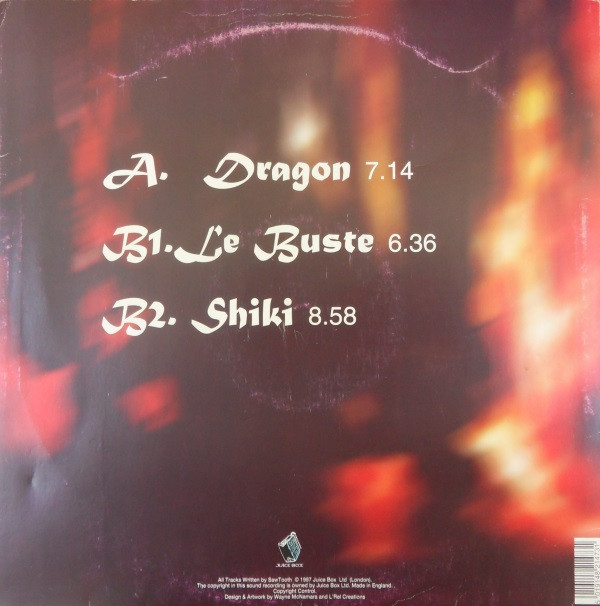 A. Dragon 7.14
B1. L'e Buste 6.36
B2. Shiki 8.58
JUICE BOX
All Tracks Written by SawTooth © 1997 Juice Box Ltd (London).
The copyright in this sound recording is owned by Juice Box Ltd. Made in England.
Copyright Control.
Design & Artwork by Wayne McNamara and L'Rel Creations